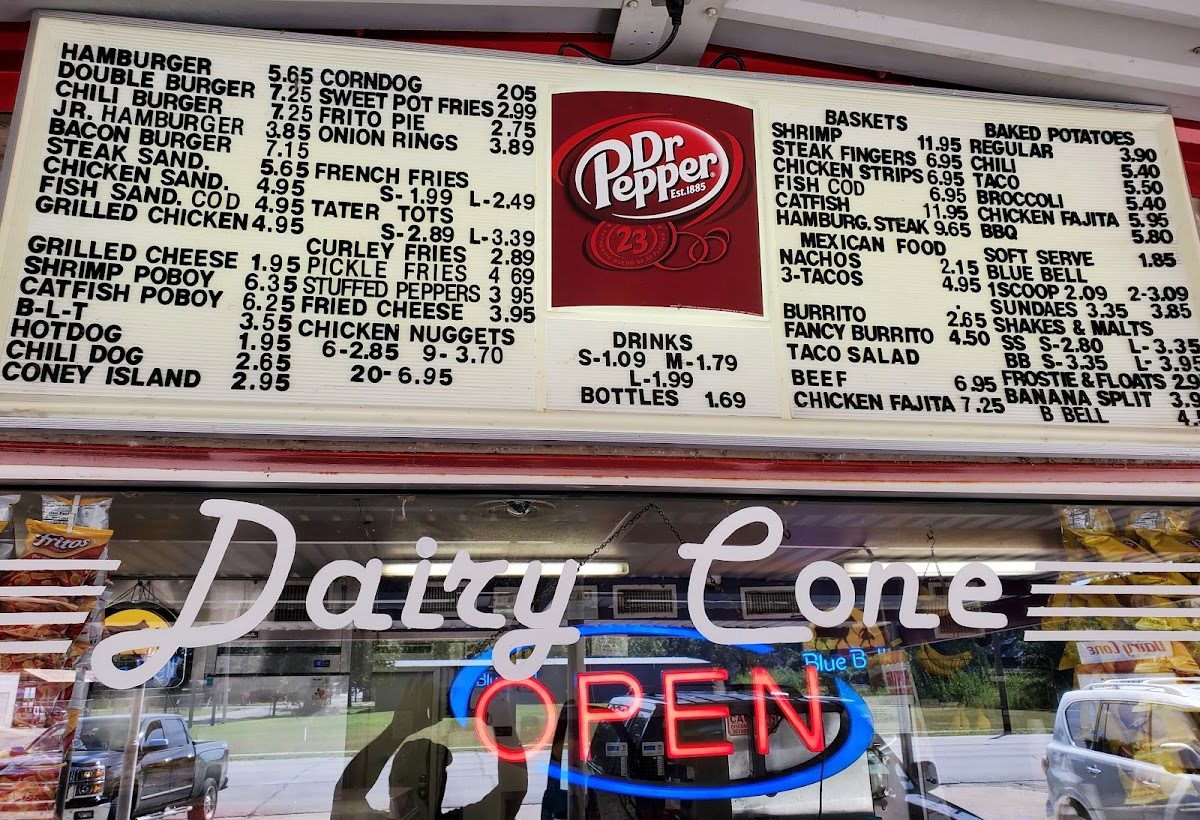 HAMBURGER 5.65
DOUBLE BURGER 7.25
CHILI BURGER 7.25
JR. HAMBURGER 3.85
BACON BURGER 7.15
STEAK SAND. 5.65
CHICKEN SAND. 4.95
FISH SAND. COD 4.95
GRILLED CHICKEN 4.95
GRILLED CHEESE 1.95
SHRIMP POBOY 6.35
CATFISH POBOY 6.25
B-L-T 3.55
HOTDOG 1.95
CHILI DOG 2.65
CONEY ISLAND 2.95
CORNDOG 205
SWEET POT FRIES 2.99
FRITO PIE 2.75
ONION RINGS 3.89
FRENCH FRIES
S-1.99 L-2.49
TATER TOTS
S-2.89 L-3.39
CURLEY FRIES 2.89
PICKLE FRIES 4 69
STUFFED PEPPERS 3 95
FRIED CHEESE 3.95
CHICKEN NUGGETS
6-2.85 9-3.70
20-6.95
Dr
Pepper
Est.1885
23
DRINKS
S-1.09 M-1.79
L-1.99
BOTTLES 1.69
BASKETS
SHRIMP 11.95
STEAK FINGERS 6.95
CHICKEN STRIPS 6.95
FISH COD 6.95
CATFISH 11.95
HAMBURG. STEAK 9.65
MEXICAN FOOD
NACHOS 2.15
3-TACOS 4.95
BURRITO 2.65
FANCY BURRITO 4.50
TACO SALAD
BEEF 6.95
CHICKEN FAJITA 7.25
BAKED POTATOES
REGULAR 3.90
CHILI 5.40
TACO 5.50
BROCCOLI 5.40
CHICKEN FAJITA 5.95
BBQ 5.80
SOFT SERVE 1.85
BLUE BELL
1SCOOP 2.09 2-3.09
SUNDAES 3.35 3.85
SHAKES & MALTS
SS S-2.80 L-3.35
BB S-3.35 L-3.95
FROSTIE & FLOATS 2.9
BANANA SPLIT 3.9
B BELL 4.
fritos
Dairy Cone
Blue B
OPEN